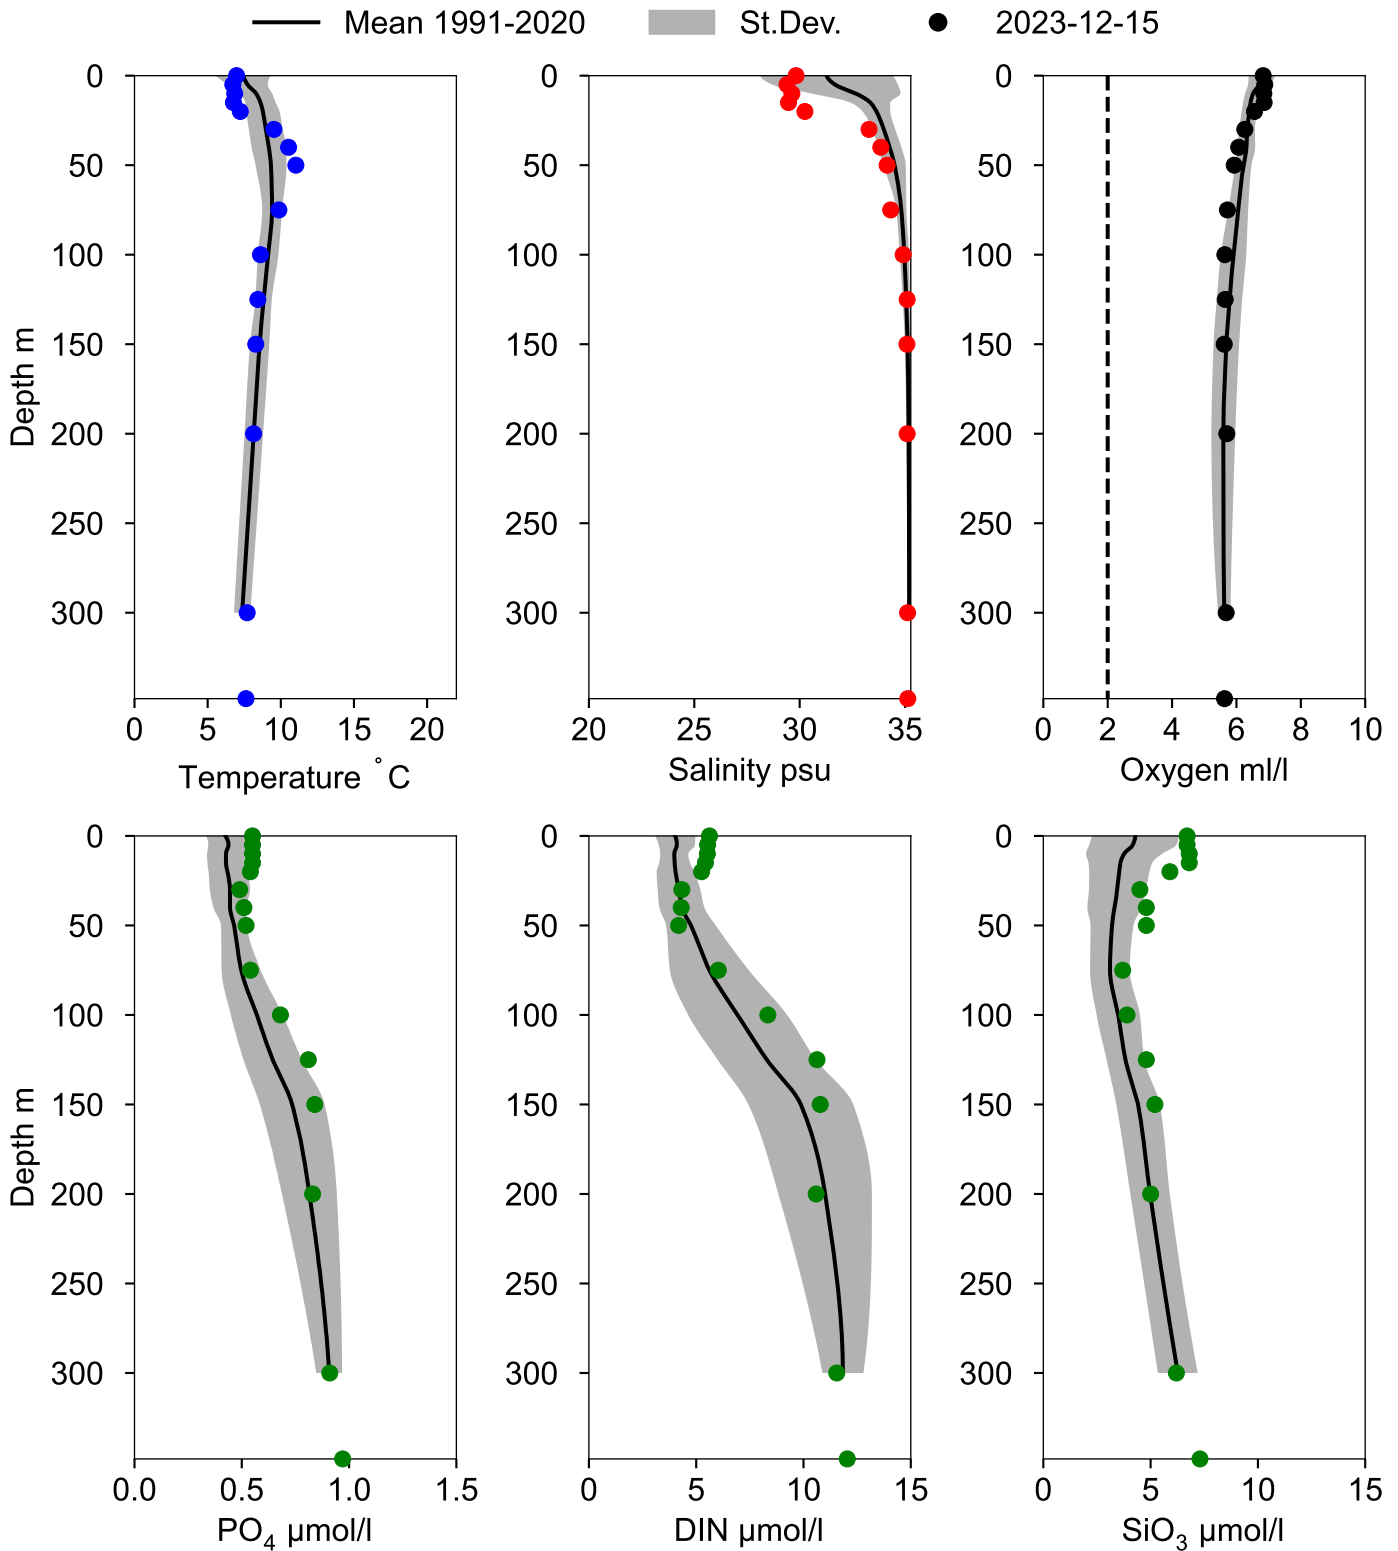 Mean 1991-2020 St.Dev. 2023-12-15
0 0 0
50 50 50
100 100 100
150 150 150
200 200 200
250 250 250
300 300 300
Depth m
0 5 10 15 20 20 25 30 35 0 2 4 6 8 10
Temperature °C Salinity psu Oxygen ml/l
0 0 0
50 50 50
100 100 100
150 150 150
200 200 200
250 250 250
300 300 300
Depth m
0.0 0.5 1.0 1.5 0 5 10 15 0 5 10 15
PO₄ µmol/l DIN µmol/l SiO₃ µmol/l